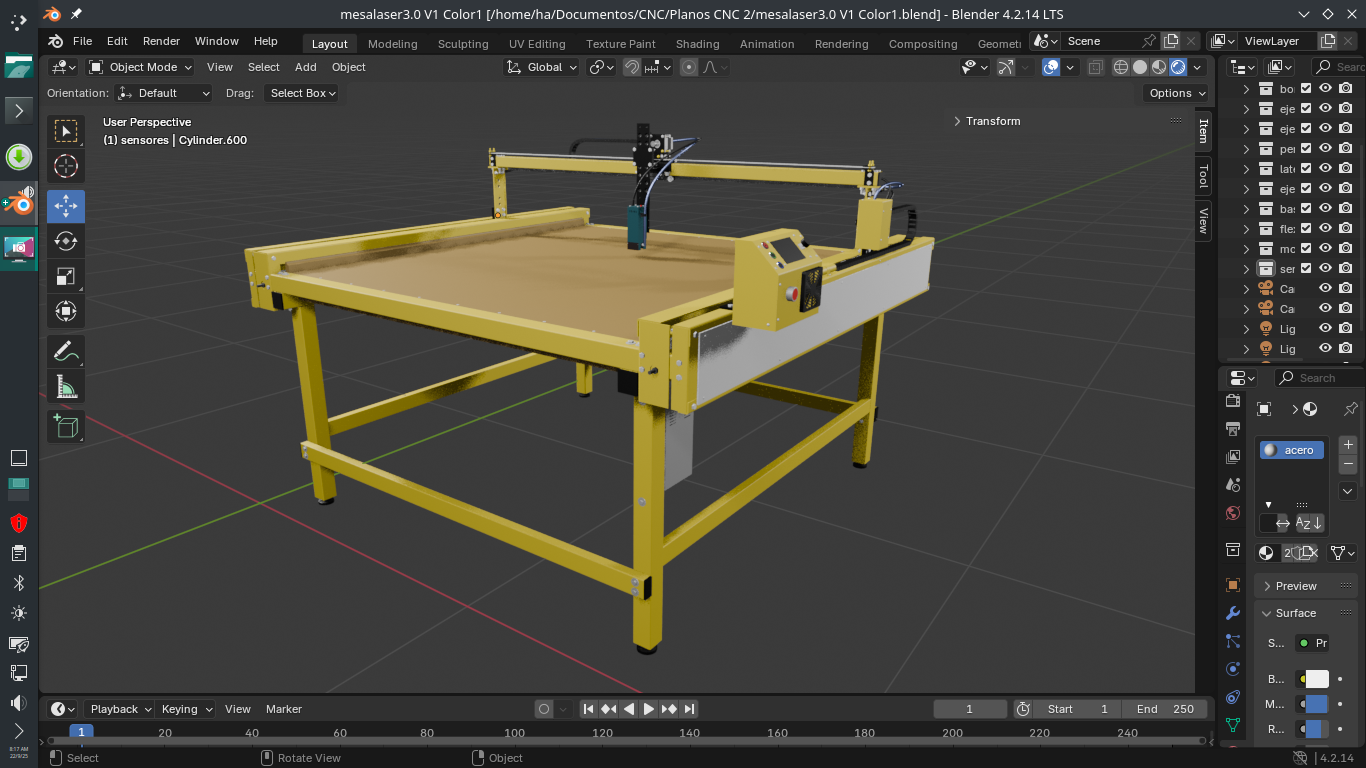 mesalaser3.0 V1 Color1 [/home/ha/Documentos/CNC/Planos CNC 2/mesalaser3.0 V1 Color1.blend] - Blender 4.2.14 LTS
File Edit Render Window Help Layout Modeling Sculpting UV Editing Texture Paint Shading Animation Rendering Compositing Geomet Scene ViewLayer
Object Mode View Select Add Object Global Options
Orientation: Default Drag: Select Box
User Perspective
(1) sensores | Cylinder.600
Transform
Item
Tool
View
Sear
bo
eje
eje
per
late
eje
bas
fle
mo
ser
Ca
Ca
Lig
Lig
Search
acero
AZ
2
Preview
Surface
S... Pr
B...
M...
R...
Playback Keying View Marker 1 Start 1 End 250
1 20 40 60 80 100 120 140 160 180 200 220 240
Select Rotate View Object 4.2.14
8:17 AM
22/9/25